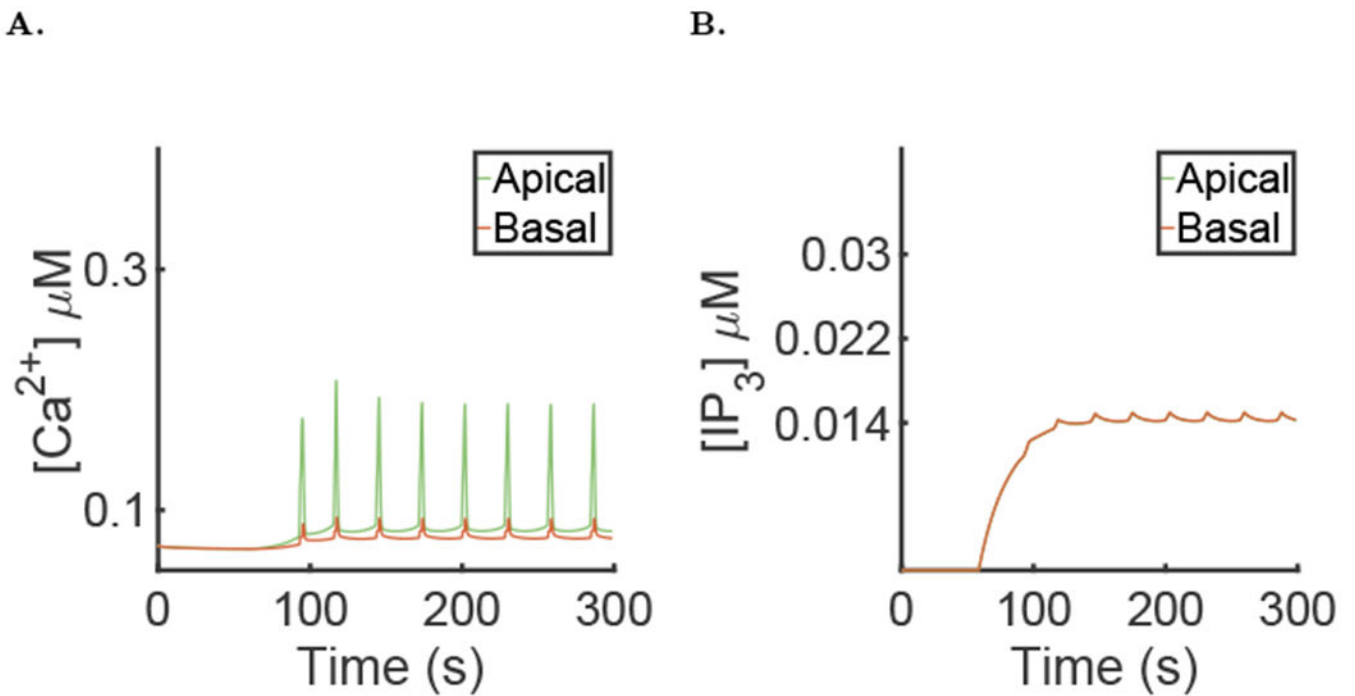 A.
B.
Apical
Basal
[Ca2+] μM
0.3
0.1
0 100 200 300
Time (s)
Apical
Basal
[IP3] μM
0.03
0.022
0.014
0 100 200 300
Time (s)